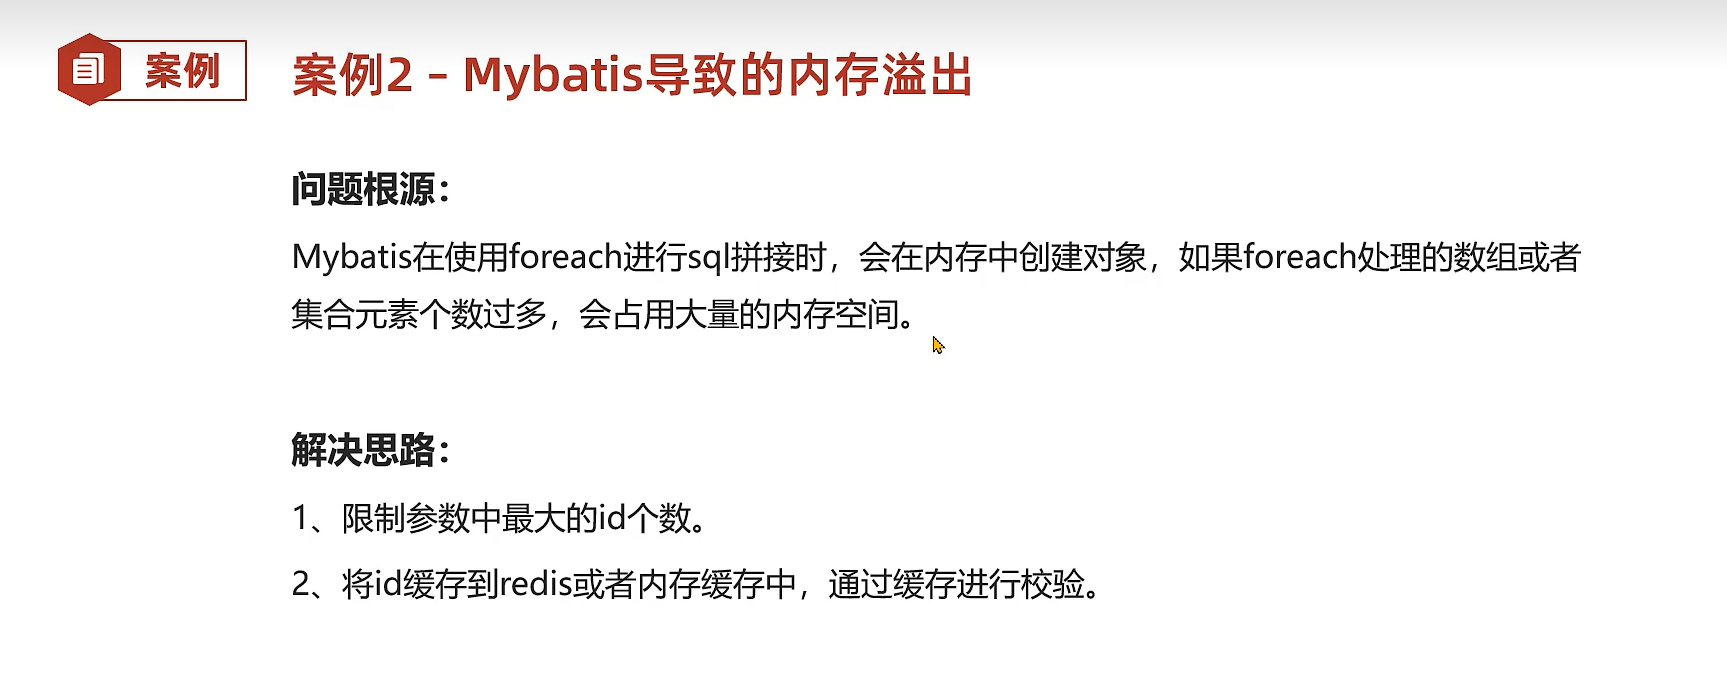 案例
案例2 – Mybatis导致的内存溢出
问题根源：
Mybatis在使用foreach进行sql拼接时，会在内存中创建对象，如果foreach处理的数组或者
集合元素个数过多，会占用大量的内存空间。
解决思路：
1、限制参数中最大的id个数。
2、将id缓存到redis或者内存缓存中，通过缓存进行校验。